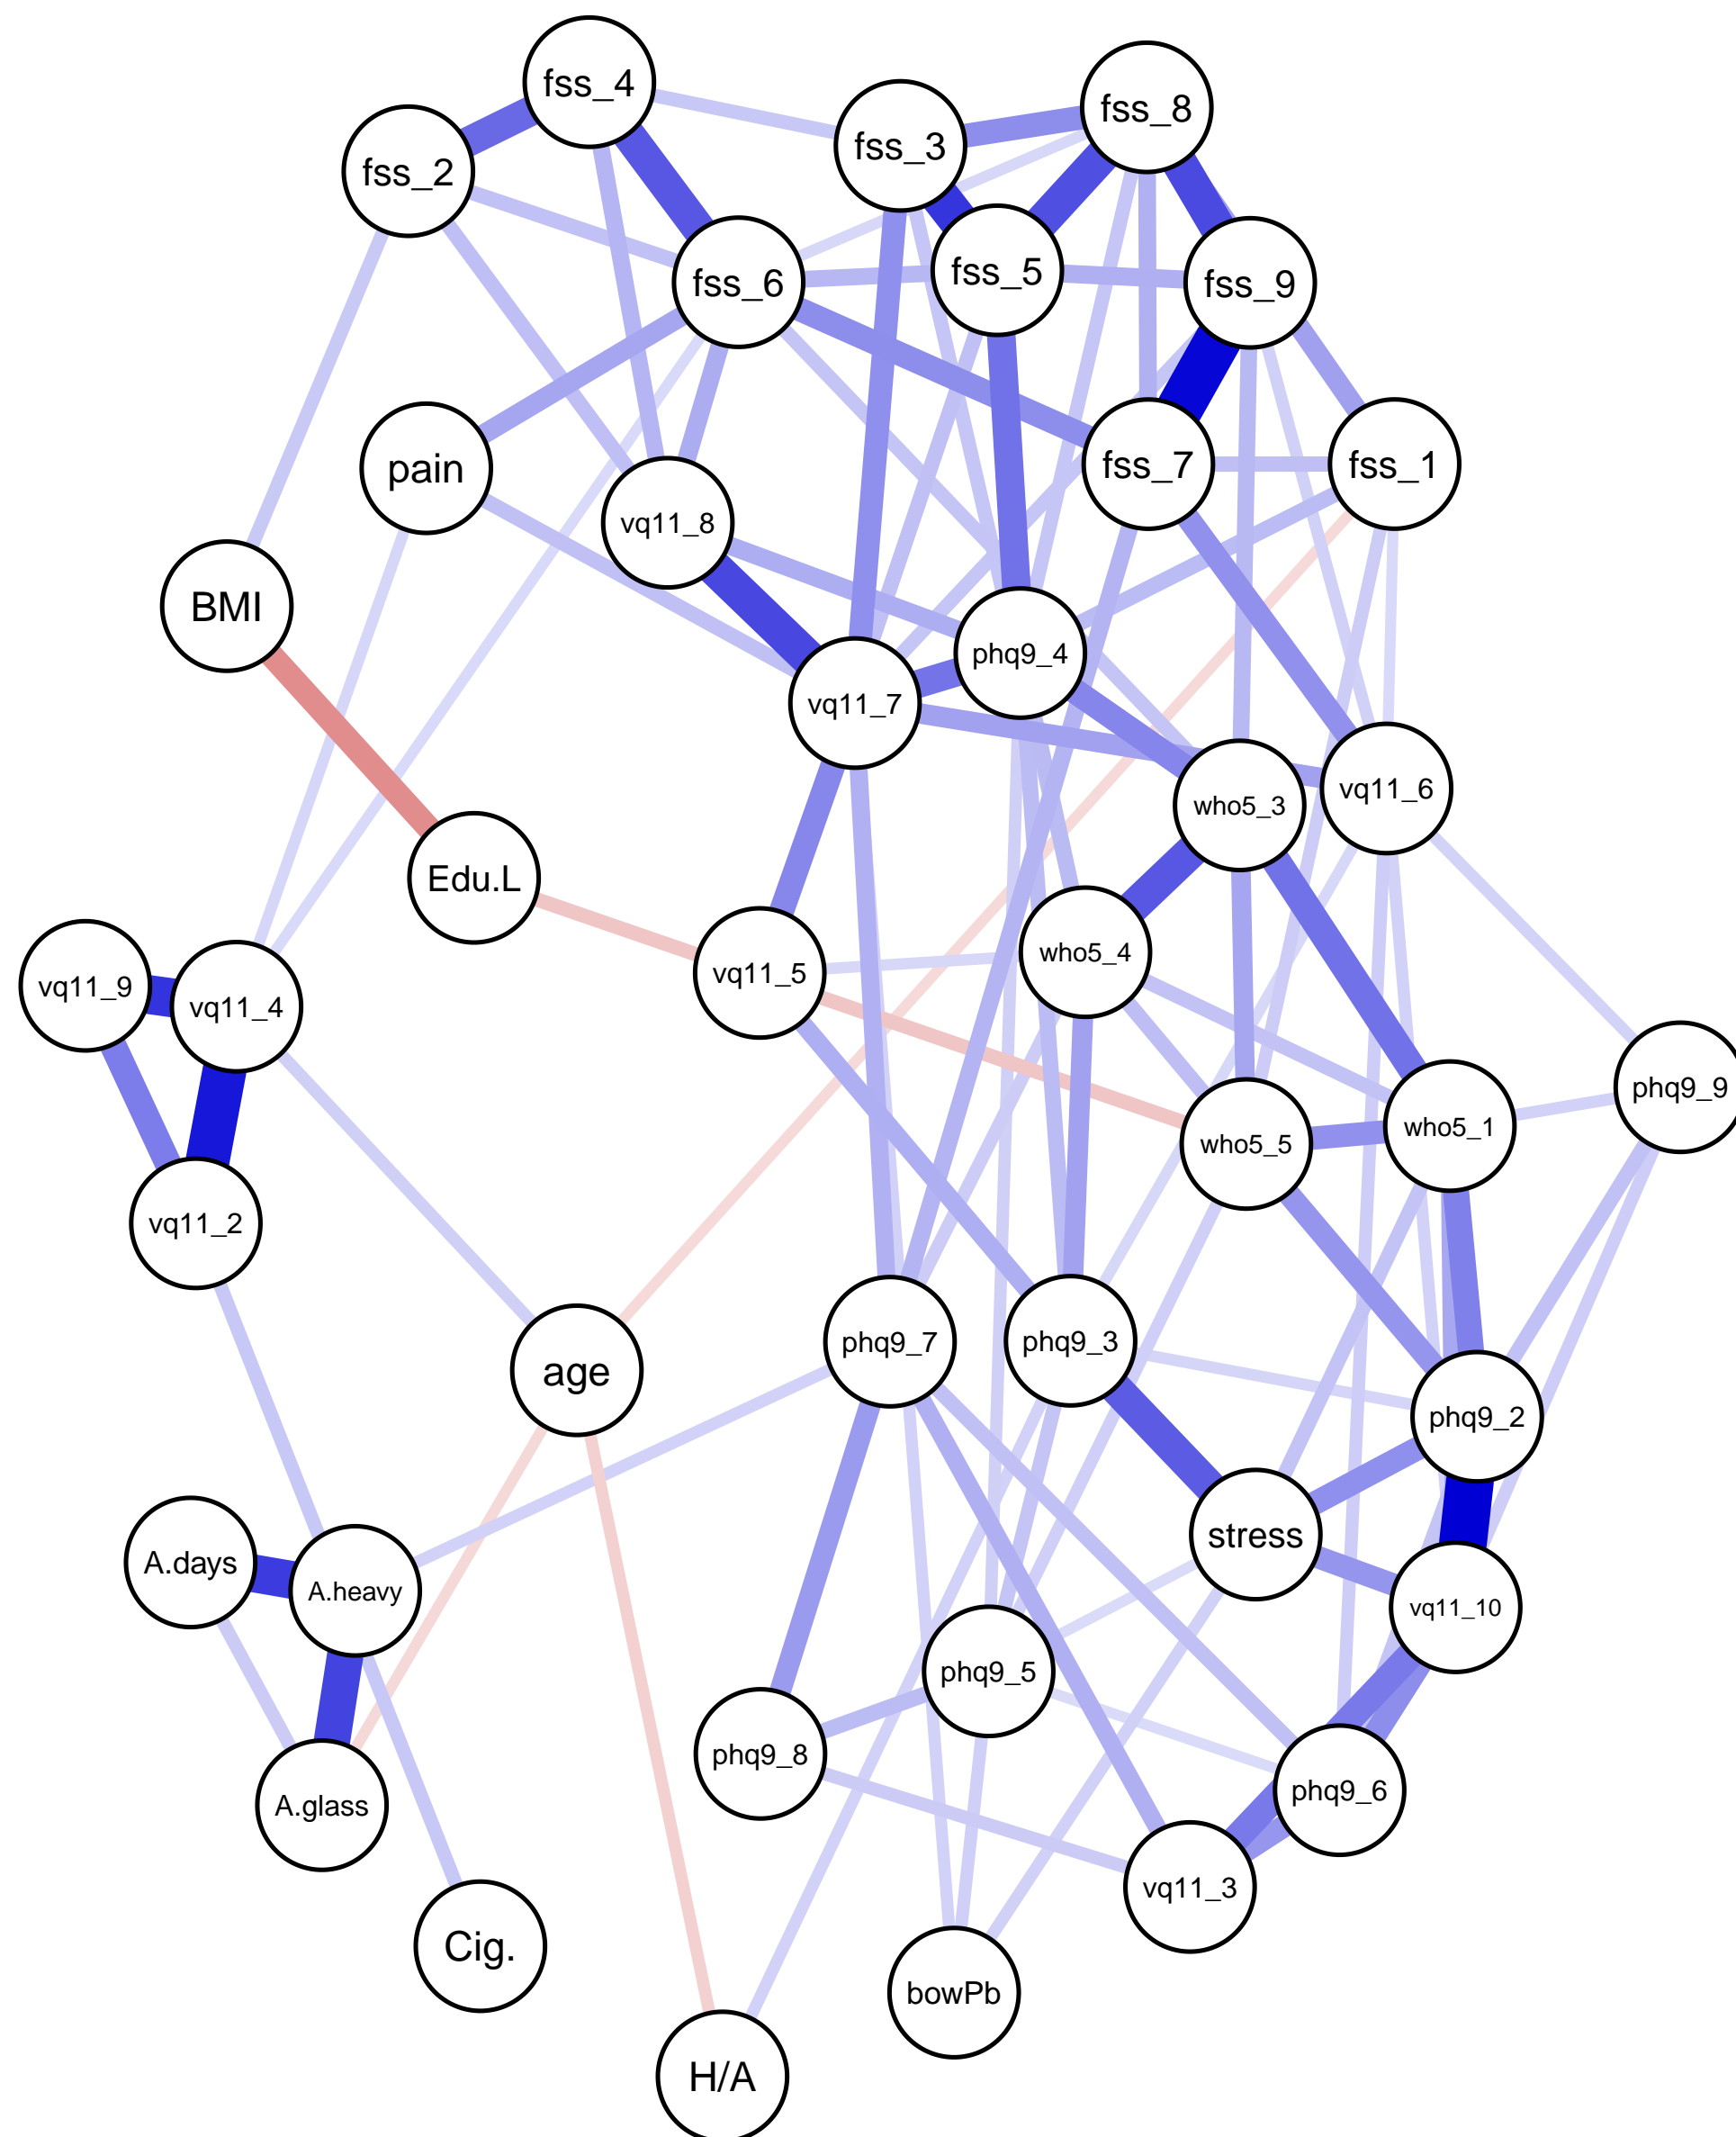 fss_4
fss_8
fss_3
fss_2
fss_5
fss_6
fss_9
fss_7
fss_1
pain
vq11_8
BMI
phq9_4
vq11_7
vq11_6
who5_3
Edu.L
who5_4
vq11_5
vq11_9
vq11_4
phq9_9
who5_1
who5_5
vq11_2
phq9_3
phq9_7
age
phq9_2
stress
A.days
A.heavy
vq11_10
phq9_5
phq9_8
phq9_6
A.glass
vq11_3
Cig.
bowPb
H/A